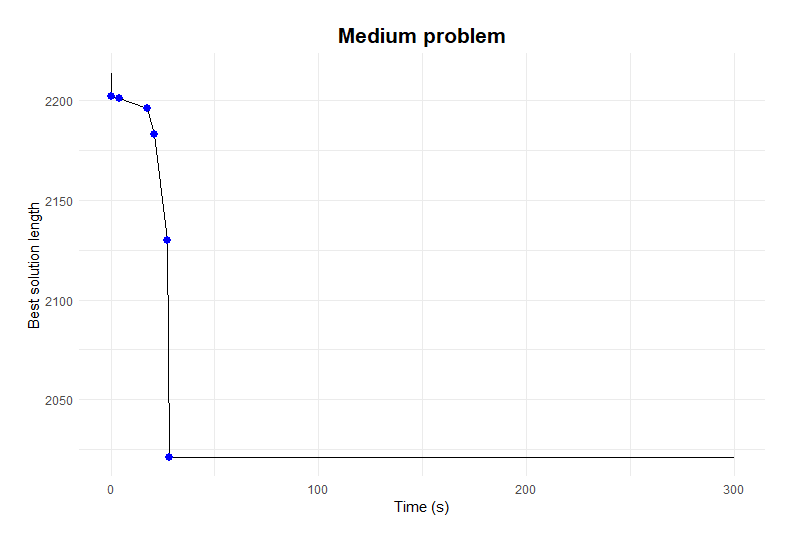 Medium problem
Best solution length
2200
2150
2100
2050
0 100 200 300
Time (s)